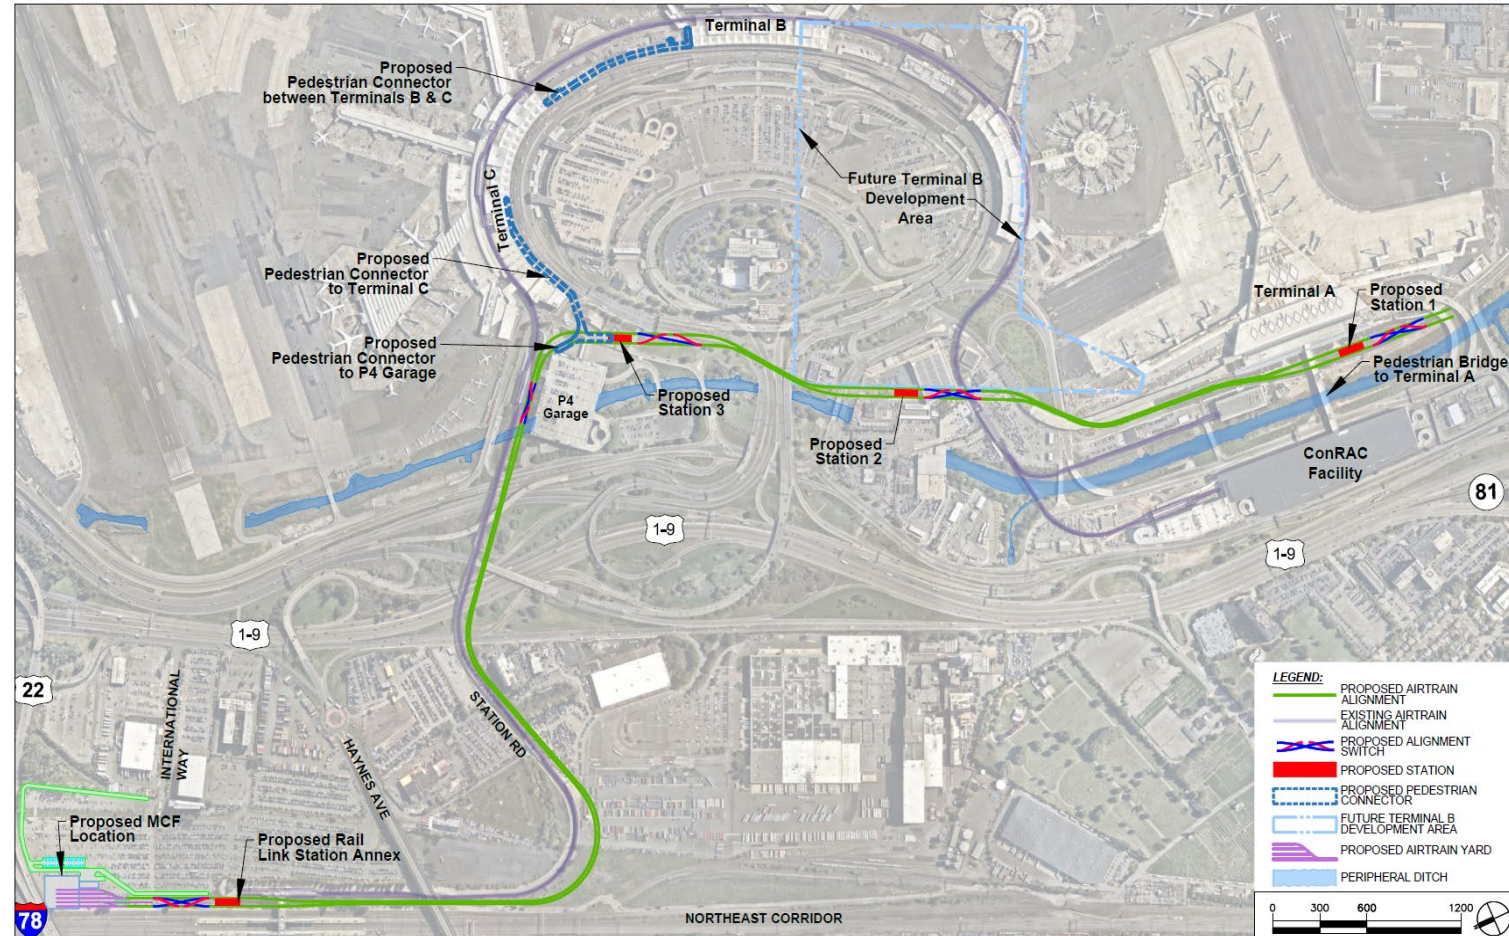 Terminal B
Proposed
Pedestrian Connector
between Terminals B & C
Terminal C
Future Terminal B
Development
Area
Proposed
Pedestrian Connector
to Terminal C
Terminal A
Proposed
Station 1
Proposed
Pedestrian Connector
to P4 Garage
Pedestrian Bridge
to Terminal A
P4
Garage
Proposed
Station 3
Proposed
Station 2
ConRAC
Facility
81
1-9
1-9
1-9
22
INTERNATIONAL
WAY
HAYNES AVE
STATION RD
Proposed MCF
Location
Proposed Rail
Link Station Annex
78
NORTHEAST CORRIDOR
LEGEND:
PROPOSED AIRTRAIN
ALIGNMENT
EXISTING AIRTRAIN
ALIGNMENT
PROPOSED ALIGNMENT
SWITCH
PROPOSED STATION
PROPOSED PEDESTRIAN
CONNECTOR
FUTURE TERMINAL B
DEVELOPMENT AREA
PROPOSED AIRTRAIN YARD
PERIPHERAL DITCH
0 300 600 1200